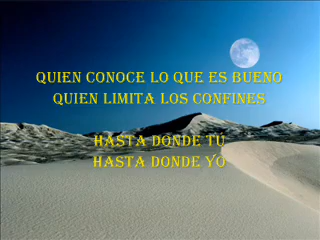 QUIEN CONOCE LO QUE ES BUENO
QUIEN LIMITA LOS CONFINES
HASTA DONDE TÚ
HASTA DONDE YO